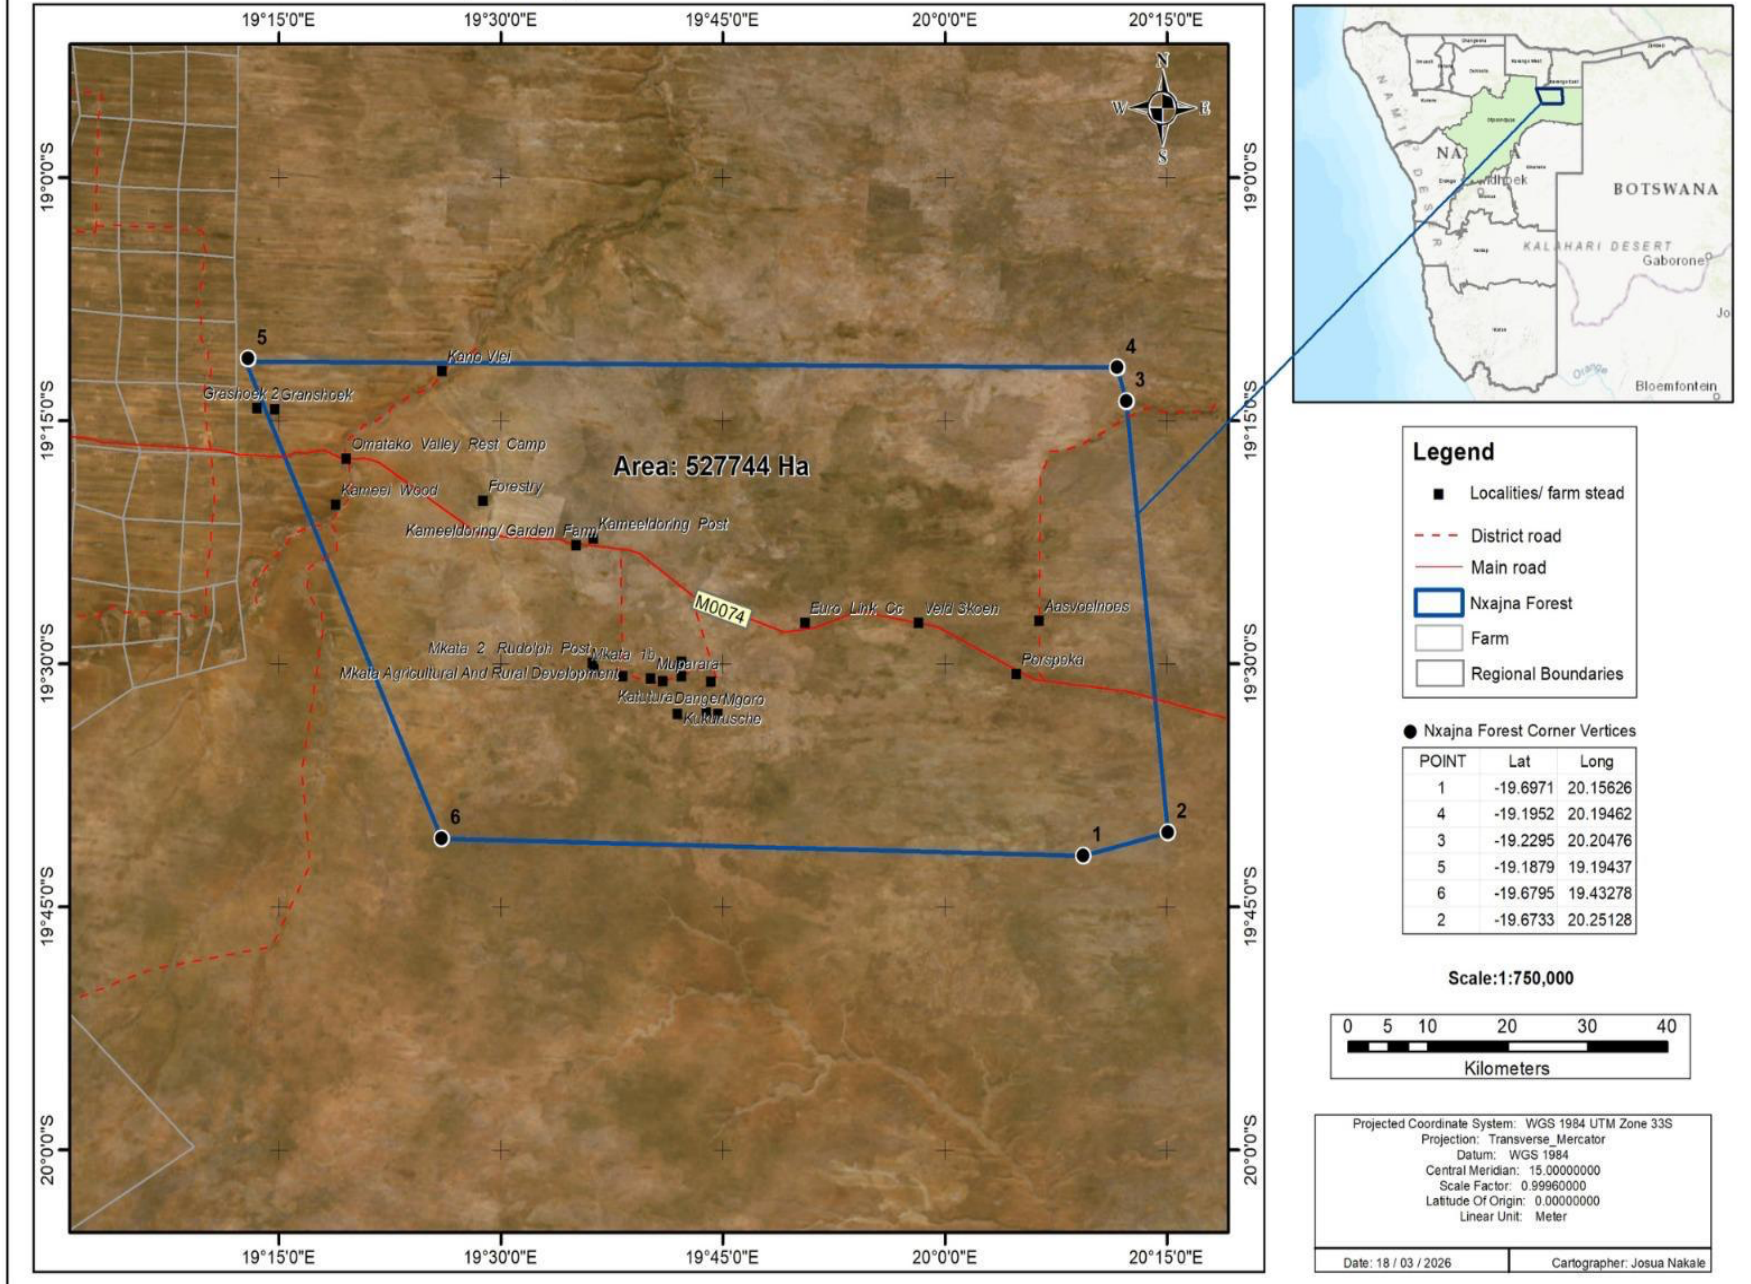 19°15'0"E 19°30'0"E 19°45'0"E 20°00'0"E 20°15'0"E
N
W E
S
19°0'0"S 19°0'0"S
5
4
Kano Vlei
3
Grashoek 2 Granshoek
19°15'0"S 19°15'0"S
Omatako Valley Rest Camp
Area: 527744 Ha
Kameel Wood
Forestry
Kameeldoring/ Garden Farm Kameeldoring Post
M0074
Euro Link Cc Veld Skoen Aasvoelnoes
19°30'0"S 19°30'0"S
Mkata 2 Rudolph Post Mkata 1b Muparara
Perspeka
Mkata Agricultural And Rural Development
Katutura Danger Mgoro
Kukurusche
6 1 2
19°45'0"S 19°45'0"S
20°0'0"S 20°0'0"S
19°15'0"E 19°30'0"E 19°45'0"E 20°00'0"E 20°15'0"E
NA A
BOTSWANA
KALAHARI DESERT
Gaborone
Jo
Orange
Bloemfontein
Legend
Localities/ farm stead
District road
Main road
Nxajna Forest
Farm
Regional Boundaries
Nxajna Forest Corner Vertices
POINT Lat Long
1 -19.6971 20.15626
4 -19.1952 20.19462
3 -19.2295 20.20476
5 -19.1879 19.19437
6 -19.6795 19.43278
2 -19.6733 20.25128
Scale:1:750,000
0 5 10 20 30 40
Kilometers
Projected Coordinate System: WGS 1984 UTM Zone 33S
Projection: Transverse_Mercator
Datum: WGS 1984
Central Meridian: 15.00000000
Scale Factor: 0.99960000
Latitude Of Origin: 0.00000000
Linear Unit: Meter
Date: 18 / 03 / 2026 Cartographer: Josua Nakale